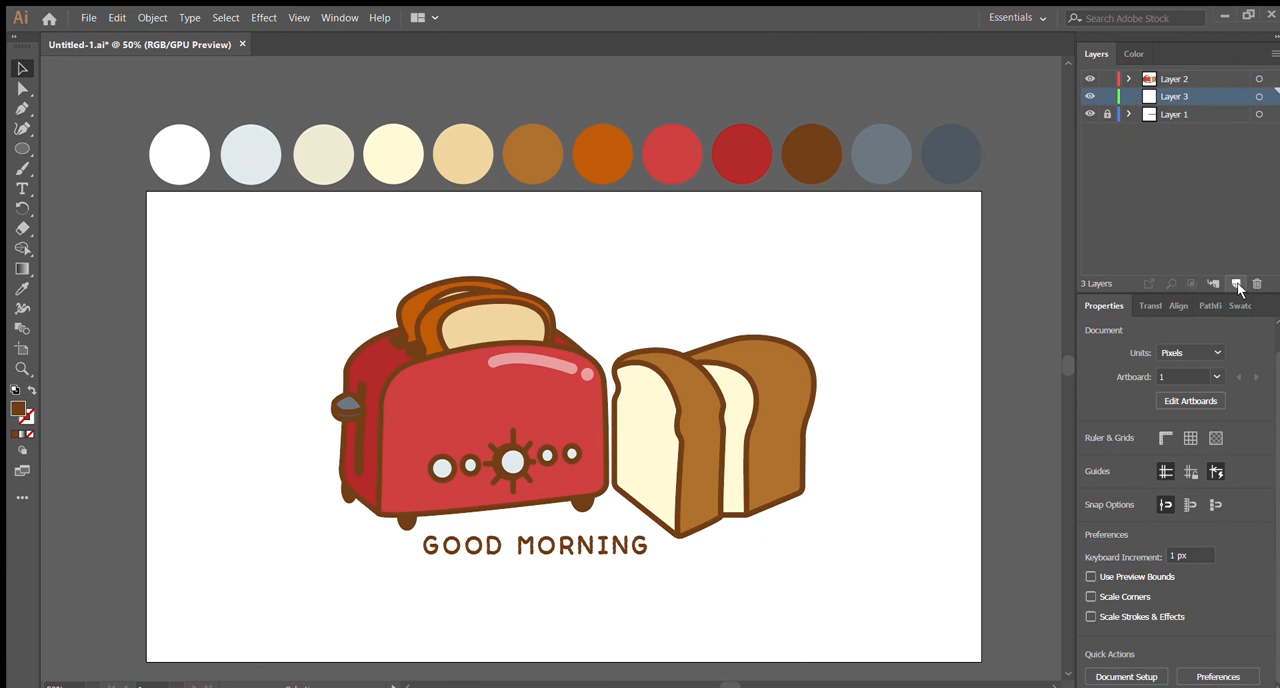 Ai File Edit Object Type Select Effect View Window Help Essentials Search Adobe Stock
Untitled-1.ai* @ 50% (RGB/GPU Preview) ×
Layers Color
Layer 2
Layer 3
Layer 1
3 Layers
Properties Transf Align Pathfi Swatc
Document
Units: Pixels
Artboard: 1
Edit Artboards
Ruler & Grids
Guides
Snap Options
Preferences
Keyboard Increment: 1 px
Use Preview Bounds
Scale Corners
Scale Strokes & Effects
Quick Actions
Document Setup Preferences
GOOD MORNING